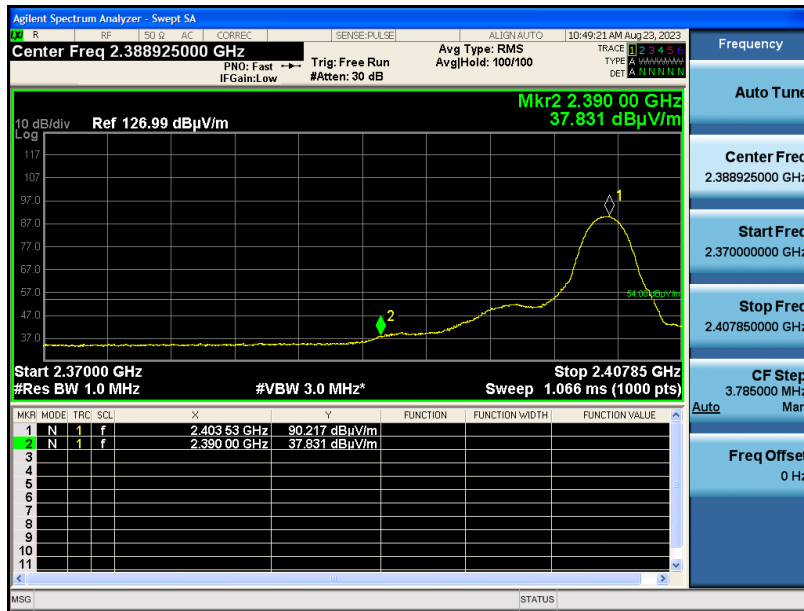 Agilent Spectrum Analyzer - Swept SA
LXI R RF 50 Ω AC CORREC SENSE:PULSE ALIGN AUTO 10:49:21 AM Aug 23, 2023
Center Freq 2.388925000 GHz
PNO: Fast
IFGain:Low
Trig: Free Run
#Atten: 30 dB
Avg Type: RMS
Avg|Hold: 100/100
TRACE 1 2 3 4 5 6
TYPE A WWWWW
DET A N N N N N
Mkr2 2.390 00 GHz
37.831 dBµV/m
10 dB/div Ref 126.99 dBµV/m
Log
117
107
97.0
87.0
77.0
67.0
57.0
47.0
37.0
1
2
54.00 dBµV/m
Start 2.37000 GHz Stop 2.40785 GHz
#Res BW 1.0 MHz #VBW 3.0 MHz* Sweep 1.066 ms (1000 pts)
MKR MODE TRC SCL X Y FUNCTION FUNCTION WIDTH FUNCTION VALUE
1 N 1 f 2.403 53 GHz 90.217 dBµV/m
2 N 1 f 2.390 00 GHz 37.831 dBµV/m
3
4
5
6
7
8
9
10
11
MSG STATUS
Frequency
Auto Tune
Center Freq
2.388925000 GHz
Start Freq
2.370000000 GHz
Stop Freq
2.407850000 GHz
CF Step
3.785000 MHz
Auto Man
Freq Offset
0 Hz